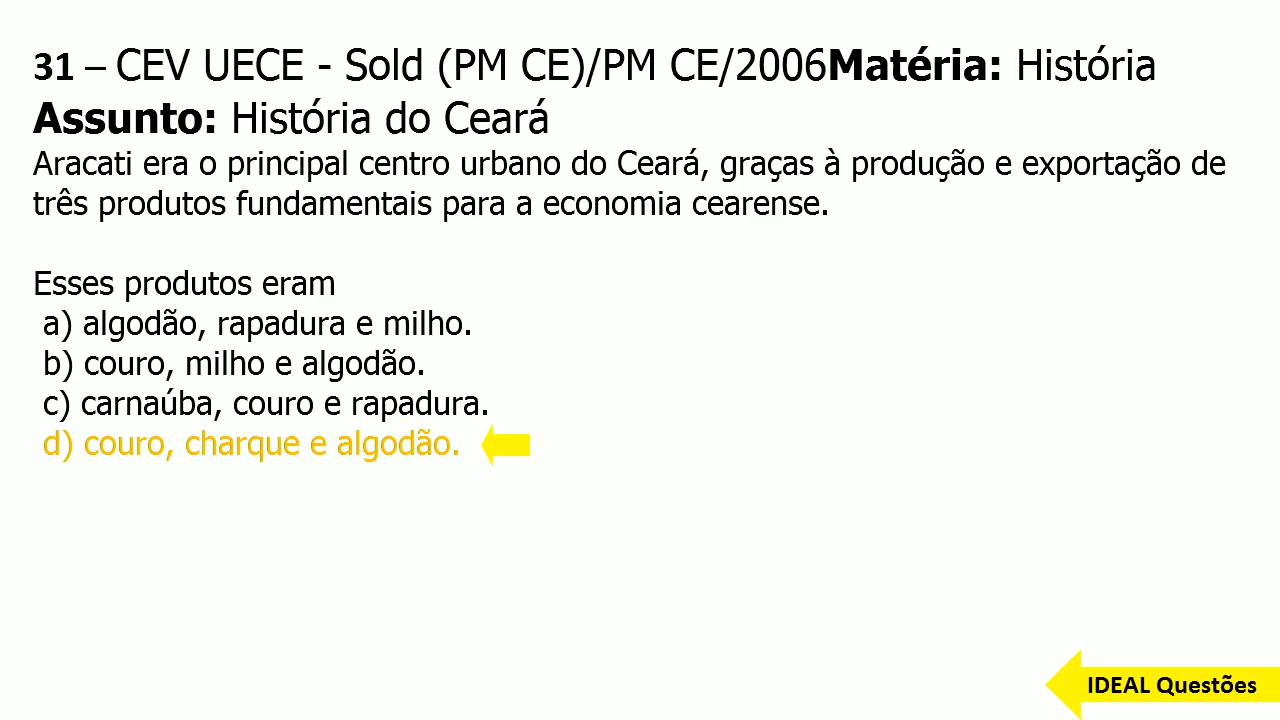 31 – CEV UECE - Sold (PM CE)/PM CE/2006Matéria: História
Assunto: História do Ceará
Aracati era o principal centro urbano do Ceará, graças à produção e exportação de
três produtos fundamentais para a economia cearense.
Esses produtos eram
a) algodão, rapadura e milho.
b) couro, milho e algodão.
c) carnaúba, couro e rapadura.
d) couro, charque e algodão.
IDEAL Questões